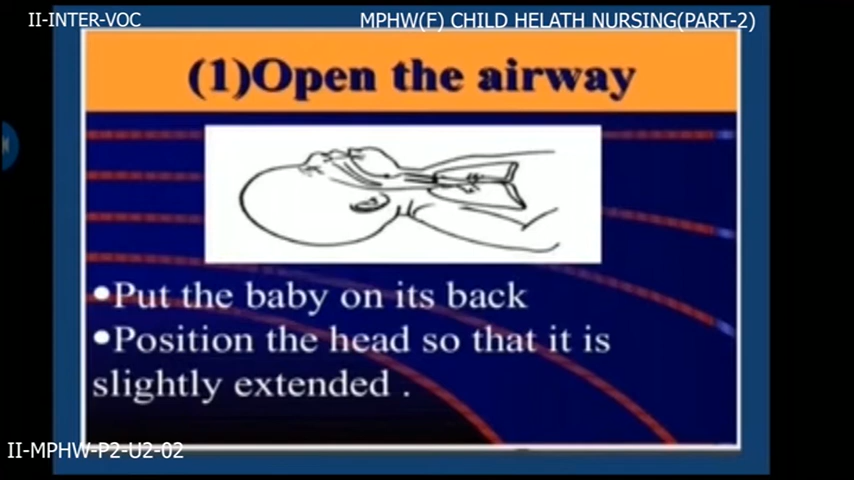 II-INTER-VOC
MPHW(F) CHILD HELATH NURSING(PART-2)
(1)Open the airway
●Put the baby on its back
●Position the head so that it is
slightly extended .
II-MPHW-P2-U2-02